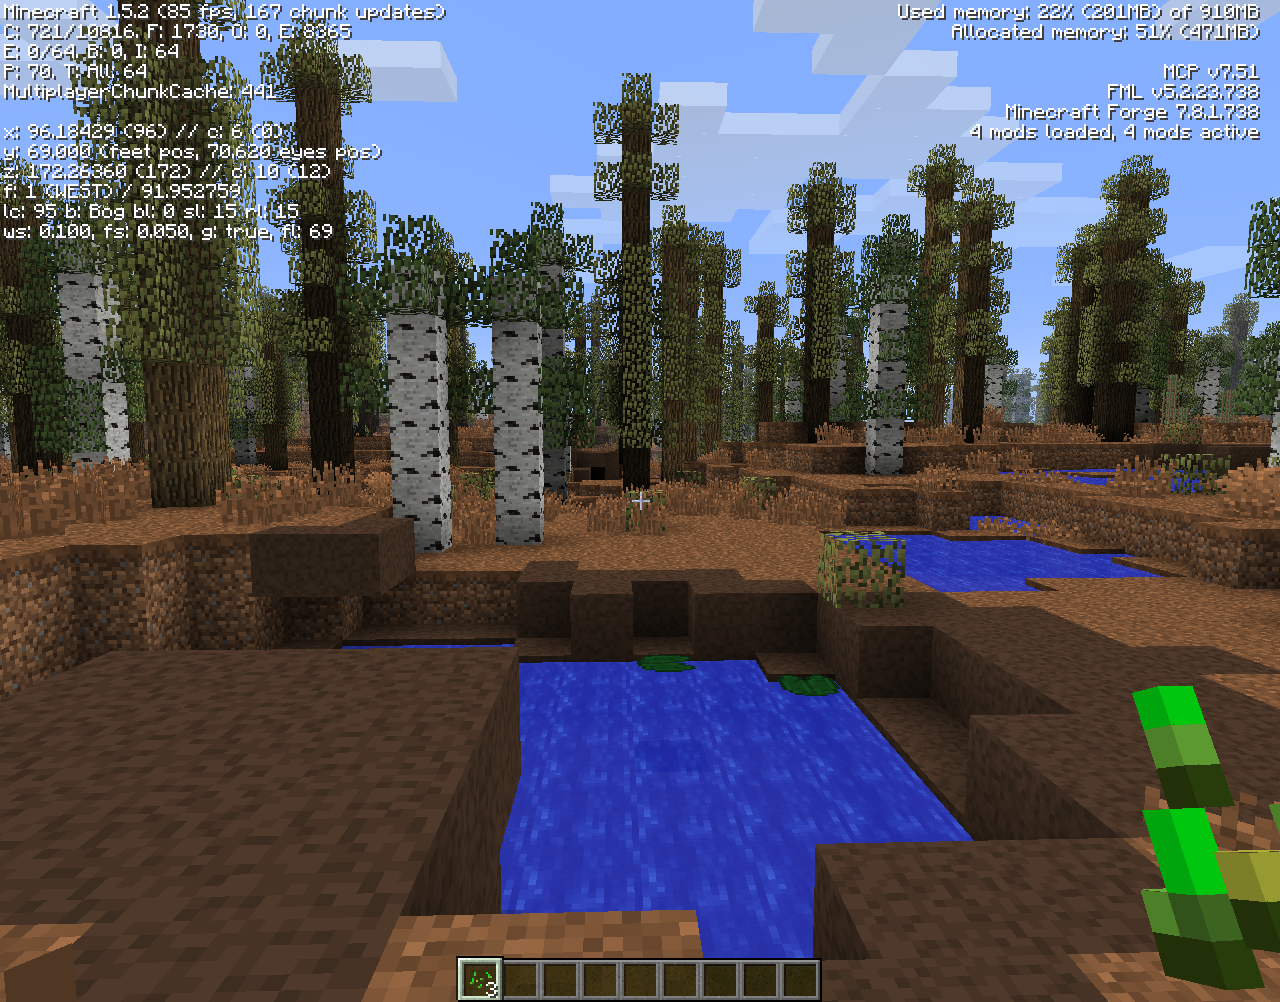 Minecraft 1.5.2 (85 fps, 167 chunk updates)
C: 721/10816. F: 1730, O: 0, E: 8365
E: 0/64. B: 0, I: 64
P: 70. T: All: 64
MultiplayerChunkCache: 441
x: 96.18429 (96) // c: 6 (0)
y: 69.000 (feet pos, 70.620 eyes pos)
z: 172.26360 (172) // c: 10 (12)
f: 1 (WEST) / 91.952759
lc: 95 b: Bog bl: 0 sl: 15 rl: 15
ws: 0.100, fs: 0.050, g: true, fl: 69
Used memory: 22% (201MB) of 910MB
Allocated memory: 51% (471MB)
MCP v7.51
FML v5.2.23.738
Minecraft Forge 7.8.1.738
4 mods loaded, 4 mods active
3